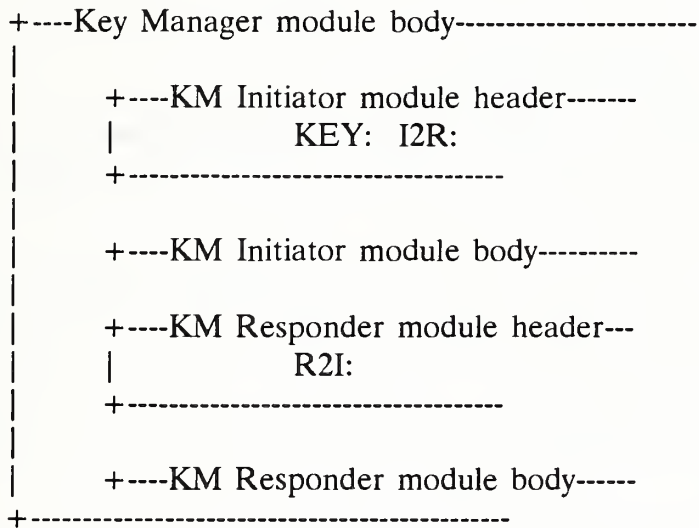 +----Key Manager module body------------------------
|
| +----KM Initiator module header-------
| | KEY: I2R:
| +-----------------------------------
|
| +----KM Initiator module body----------
|
| +----KM Responder module header---
| | R2I:
| +-----------------------------------
|
| +----KM Responder module body------
+---------------------------------------------